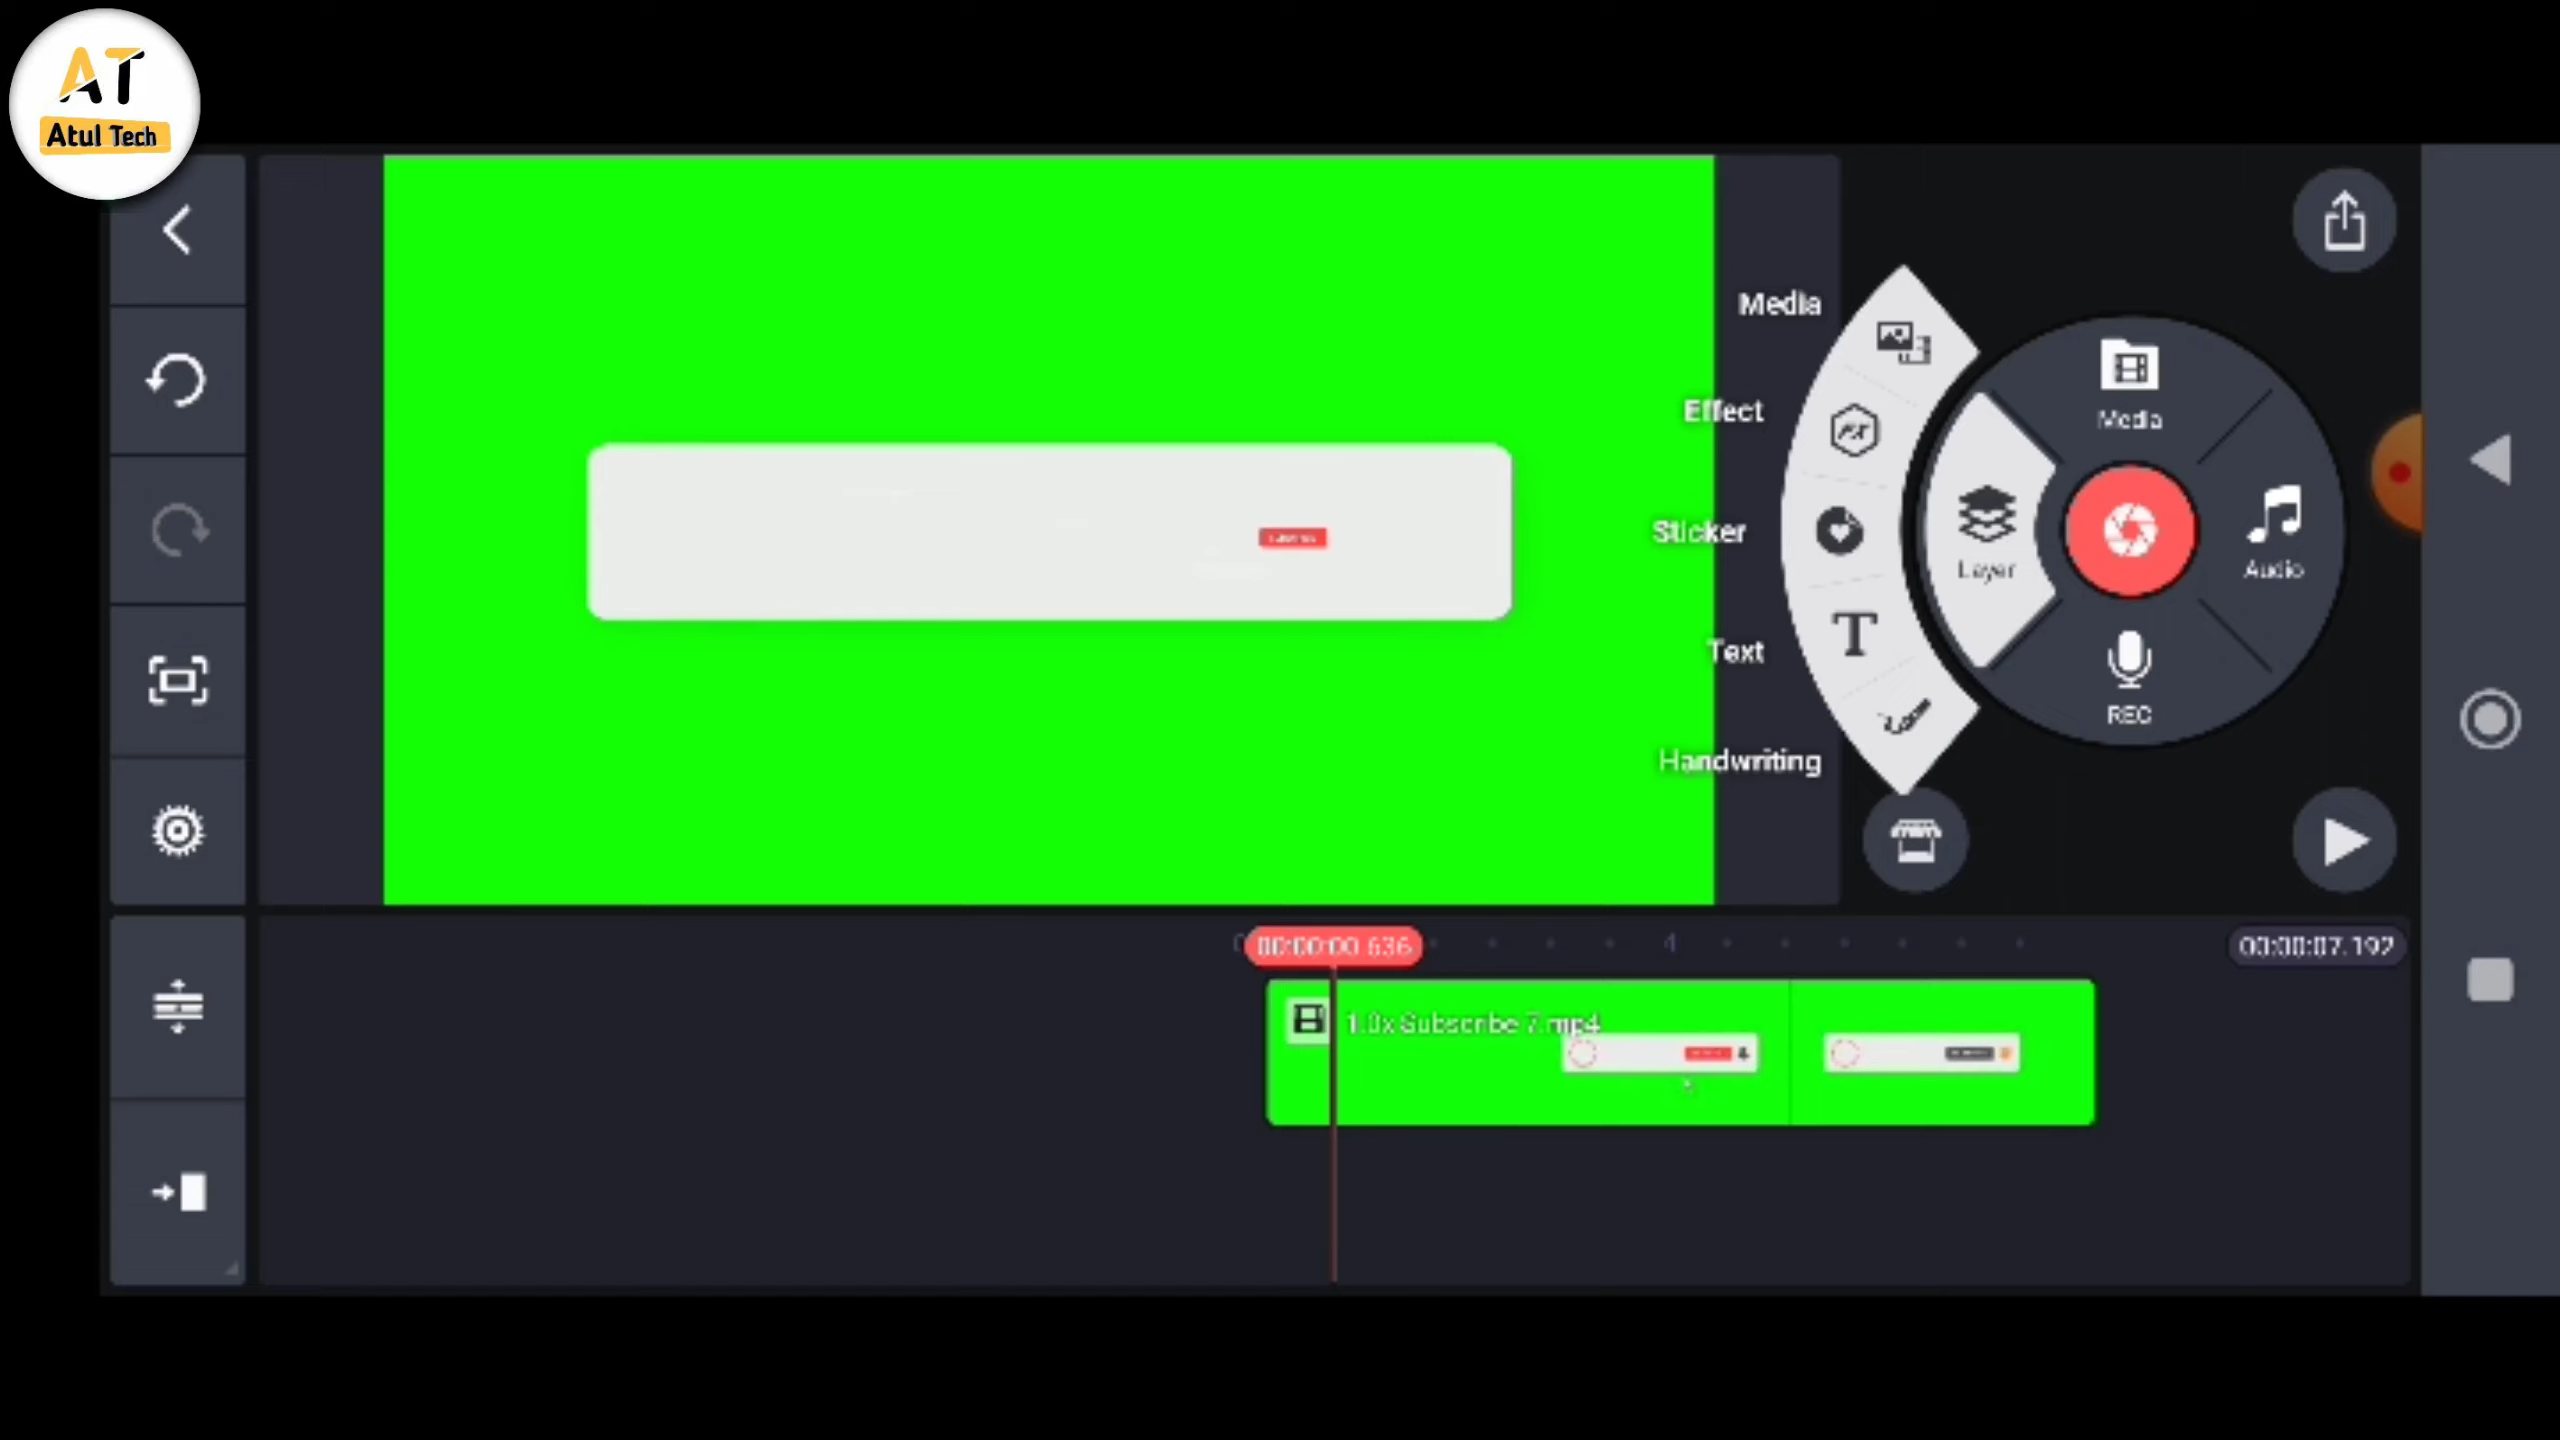 AT
Atul Tech
Media
Effect
Sticker
Text
Handwriting
Media
Layer
Audio
REC
00:00:00.636
4
00:00:07.192
1.0x Subscribe 7.mp4